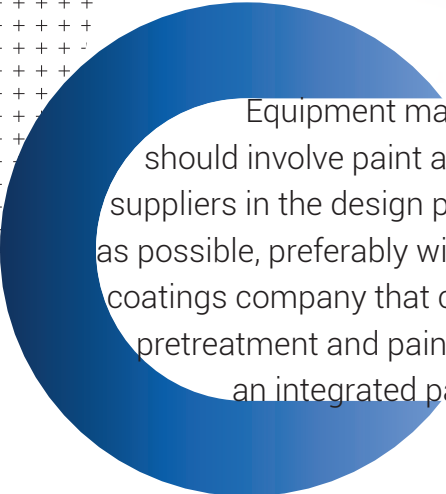 Equipment ma
should involve paint a
suppliers in the design p
as possible, preferably wi
coatings company that c
pretreatment and pain
an integrated pa